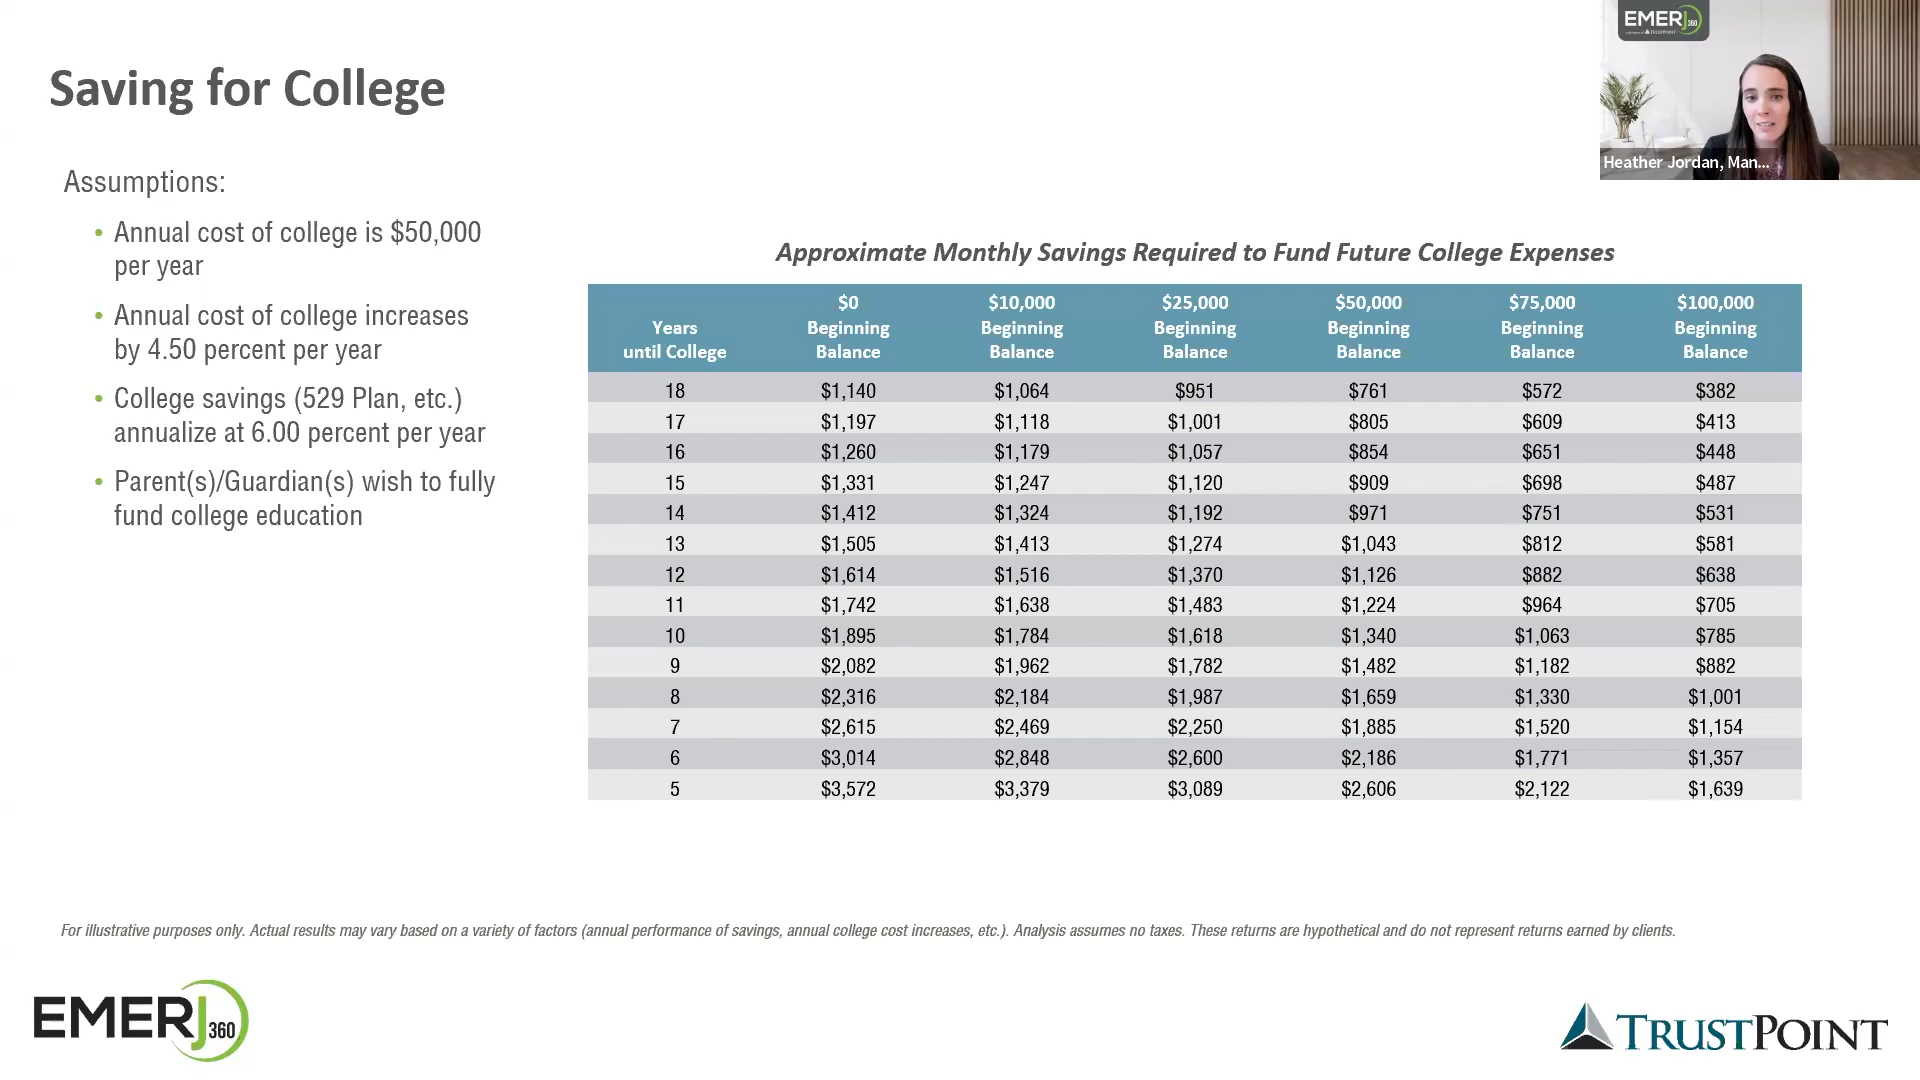 EMERJ360
TRUSTPOINT
Heather Jordan, Man...
Saving for College
Assumptions:
• Annual cost of college is $50,000
per year
• Annual cost of college increases
by 4.50 percent per year
• College savings (529 Plan, etc.)
annualize at 6.00 percent per year
• Parent(s)/Guardian(s) wish to fully
fund college education
Approximate Monthly Savings Required to Fund Future College Expenses
Years until College $0 Beginning Balance $10,000 Beginning Balance $25,000 Beginning Balance $50,000 Beginning Balance $75,000 Beginning Balance $100,000 Beginning Balance
18 $1,140 $1,064 $951 $761 $572 $382
17 $1,197 $1,118 $1,001 $805 $609 $413
16 $1,260 $1,179 $1,057 $854 $651 $448
15 $1,331 $1,247 $1,120 $909 $698 $487
14 $1,412 $1,324 $1,192 $971 $751 $531
13 $1,505 $1,413 $1,274 $1,043 $812 $581
12 $1,614 $1,516 $1,370 $1,126 $882 $638
11 $1,742 $1,638 $1,483 $1,224 $964 $705
10 $1,895 $1,784 $1,618 $1,340 $1,063 $785
9 $2,082 $1,962 $1,782 $1,482 $1,182 $882
8 $2,316 $2,184 $1,987 $1,659 $1,330 $1,001
7 $2,615 $2,469 $2,250 $1,885 $1,520 $1,154
6 $3,014 $2,848 $2,600 $2,186 $1,771 $1,357
5 $3,572 $3,379 $3,089 $2,606 $2,122 $1,639
For illustrative purposes only. Actual results may vary based on a variety of factors (annual performance of savings, annual college cost increases, etc.). Analysis assumes no taxes. These returns are hypothetical and do not represent returns earned by clients.
EMERJ360
TRUSTPOINT